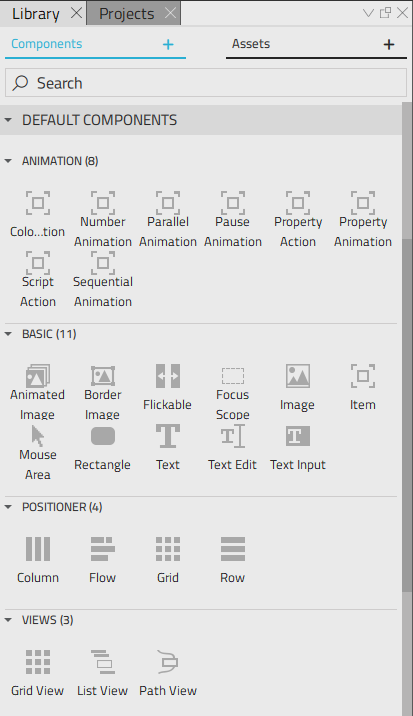 Library Projects
Components + Assets +
Search
DEFAULT COMPONENTS
ANIMATION (8)
Colo...tion Number Animation Parallel Animation Pause Animation Property Action Property Animation
Script Action Sequential Animation
BASIC (11)
Animated Image Border Image Flickable Focus Scope Image Item
Mouse Area Rectangle Text Text Edit Text Input
POSITIONER (4)
Column Flow Grid Row
VIEWS (3)
Grid View List View Path View